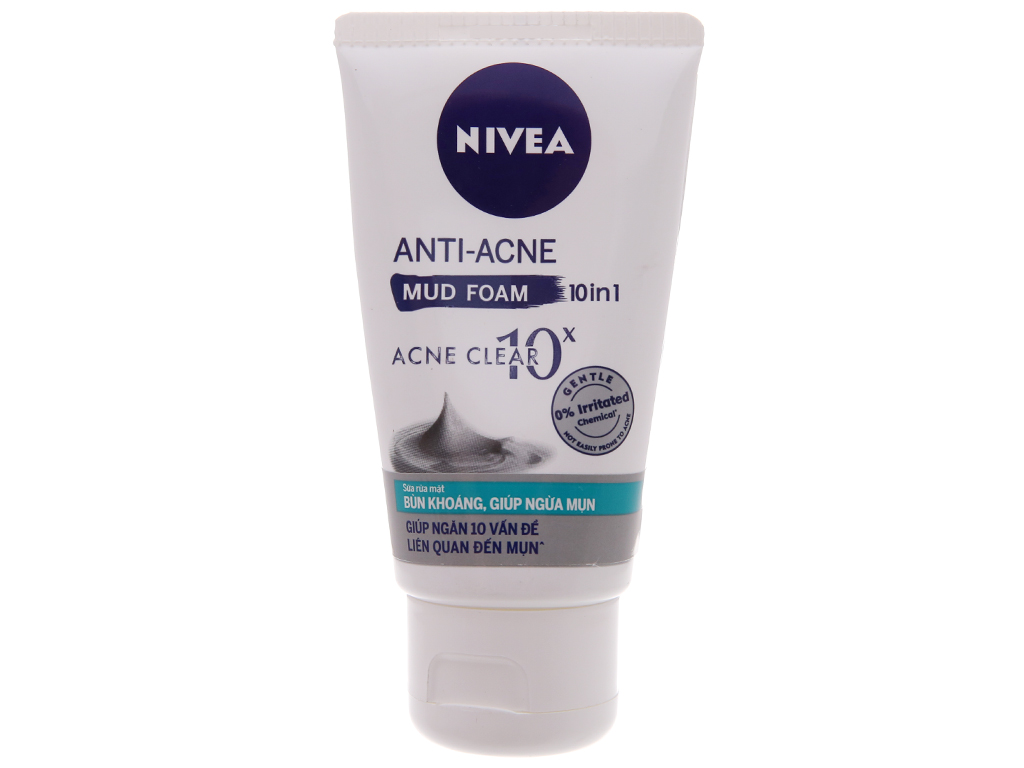 NIVEA
ANTI-ACNE
MUD FOAM 10in1
ACNE CLEAR 10x
GENTLE
0% Irritated
Chemical*
NOT EASILY PRONE TO ACNE
Sữa rửa mặt
BÙN KHOÁNG, GIÚP NGỪA MỤN
GIÚP NGĂN 10 VẤN ĐỀ
LIÊN QUAN ĐẾN MỤN^